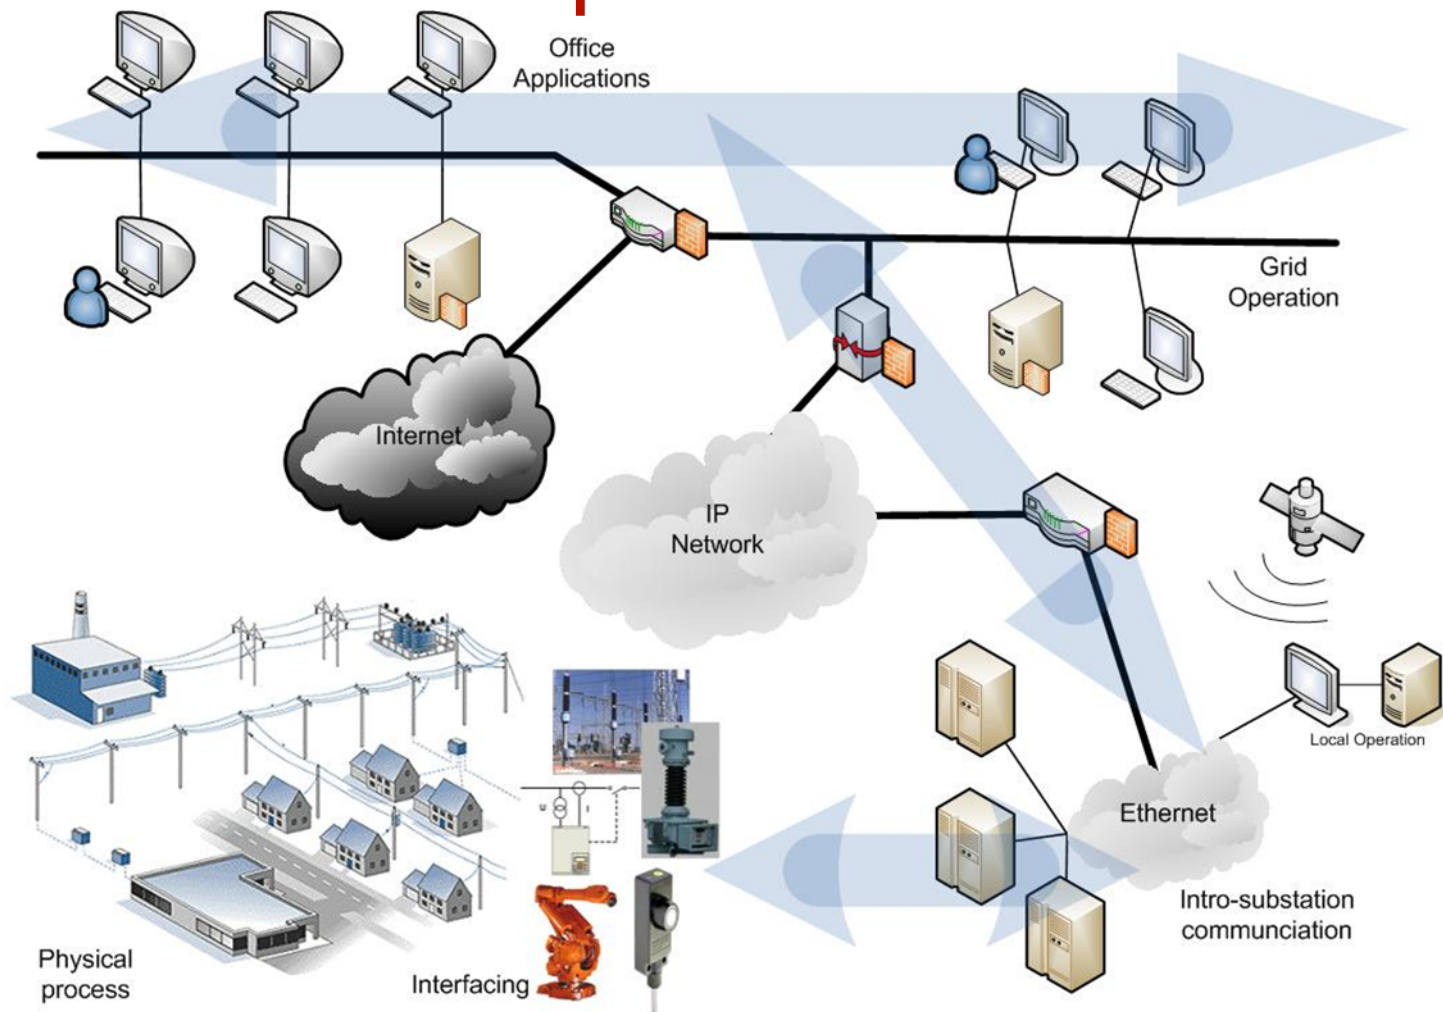 Office
Applications
Grid
Operation
Internet
IP
Network
Local Operation
Ethernet
Intro-substation
communciation
U
I
Physical
process
Interfacing